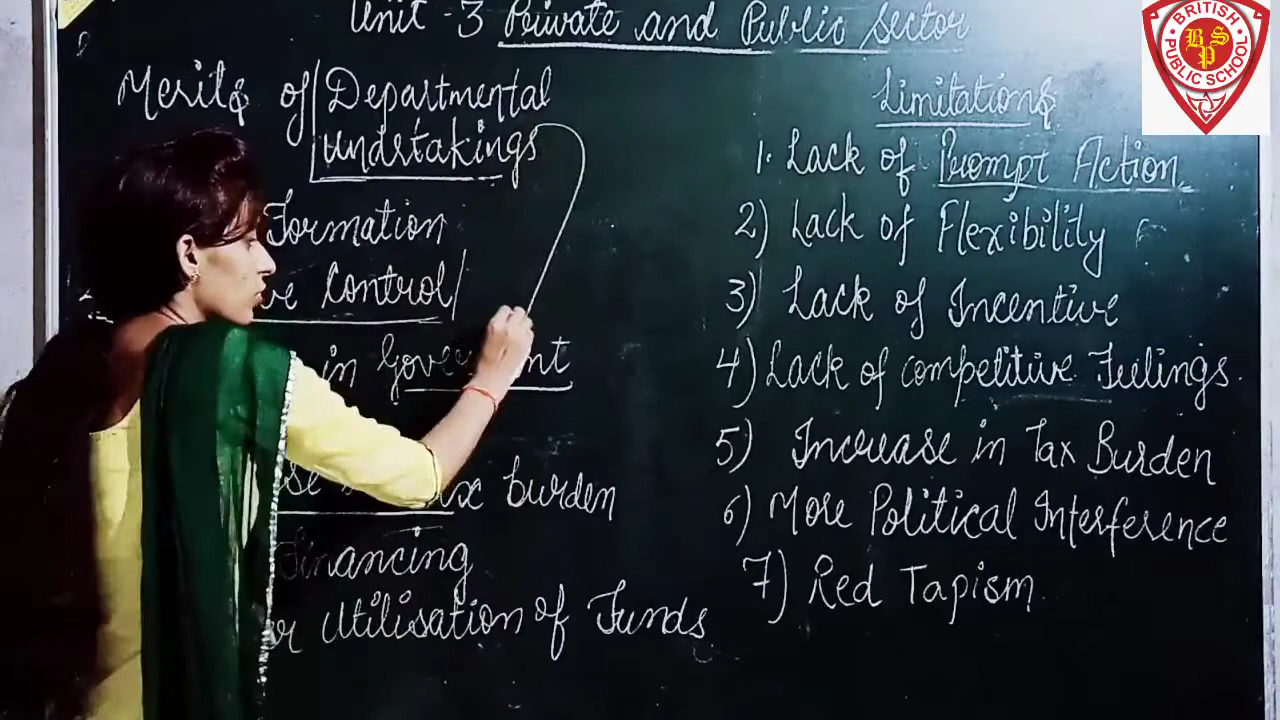 Unit - 3 Private and Public Sector
Merits of Departmental
undertakings
Formation
Control
in
burden
Financing
Utilisation of Funds
Limitations
1. Lack of Prompt Action
2) Lack of Flexibility
3) Lack of Incentive
4) Lack of competitive Feelings.
5) Increase in Tax Burden
6) More Political Interference
7) Red Tapism
BRITISH
PUBLIC SCHOOL
BPS